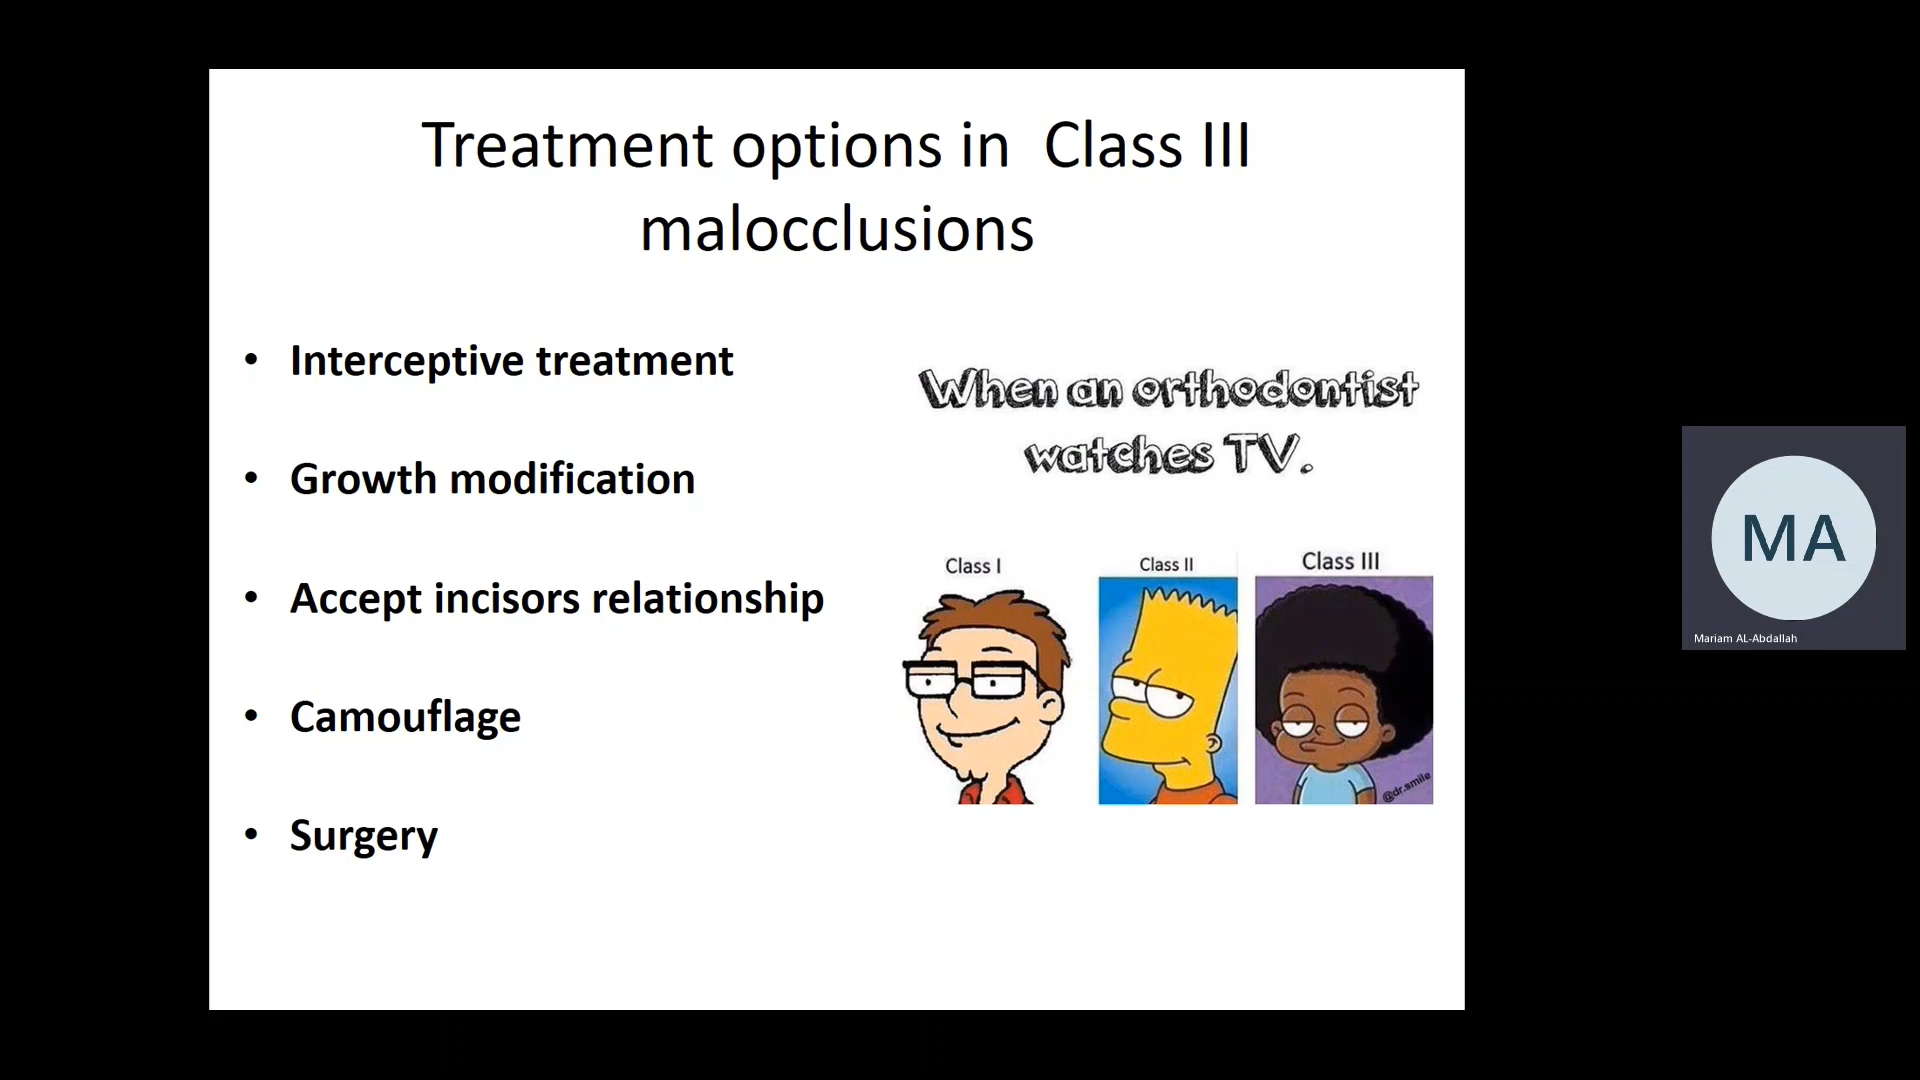 Treatment options in Class III
malocclusions
• Interceptive treatment
• Growth modification
• Accept incisors relationship
• Camouflage
• Surgery
When an orthodontist
watches TV.
Class I
Class II
Class III
@dr.smile
MA
Mariam AL-Abdallah